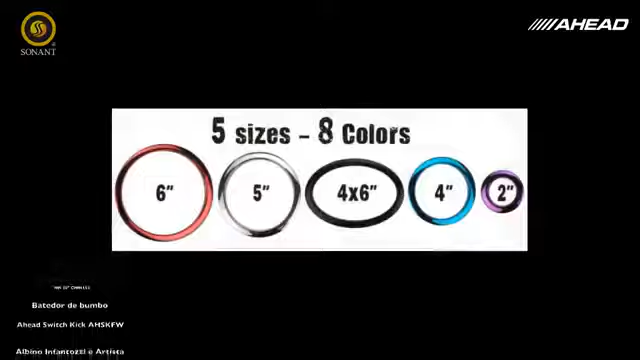 SONANT
AHEAD
5 sizes - 8 Colors
6"
5"
4x6"
4"
2"
Batedor de bumbo
Ahead Switch Kick AHSKFW
Albino Infantozzi e Artista